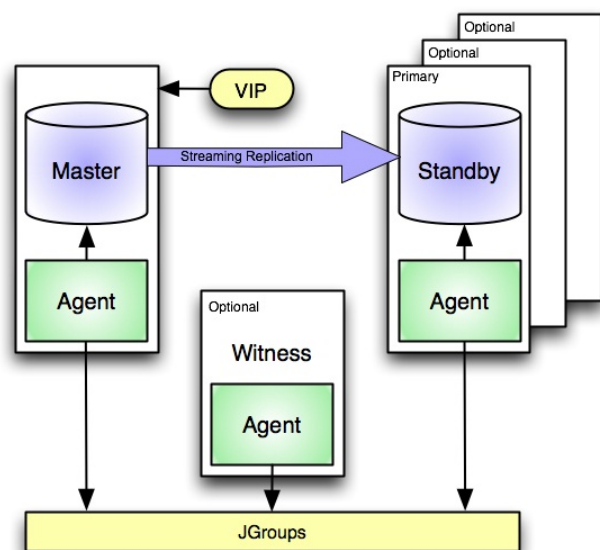 Optional
Optional
Primary
VIP
Master
Streaming Replication
Standby
Agent
Agent
Optional
Witness
Agent
JGroups